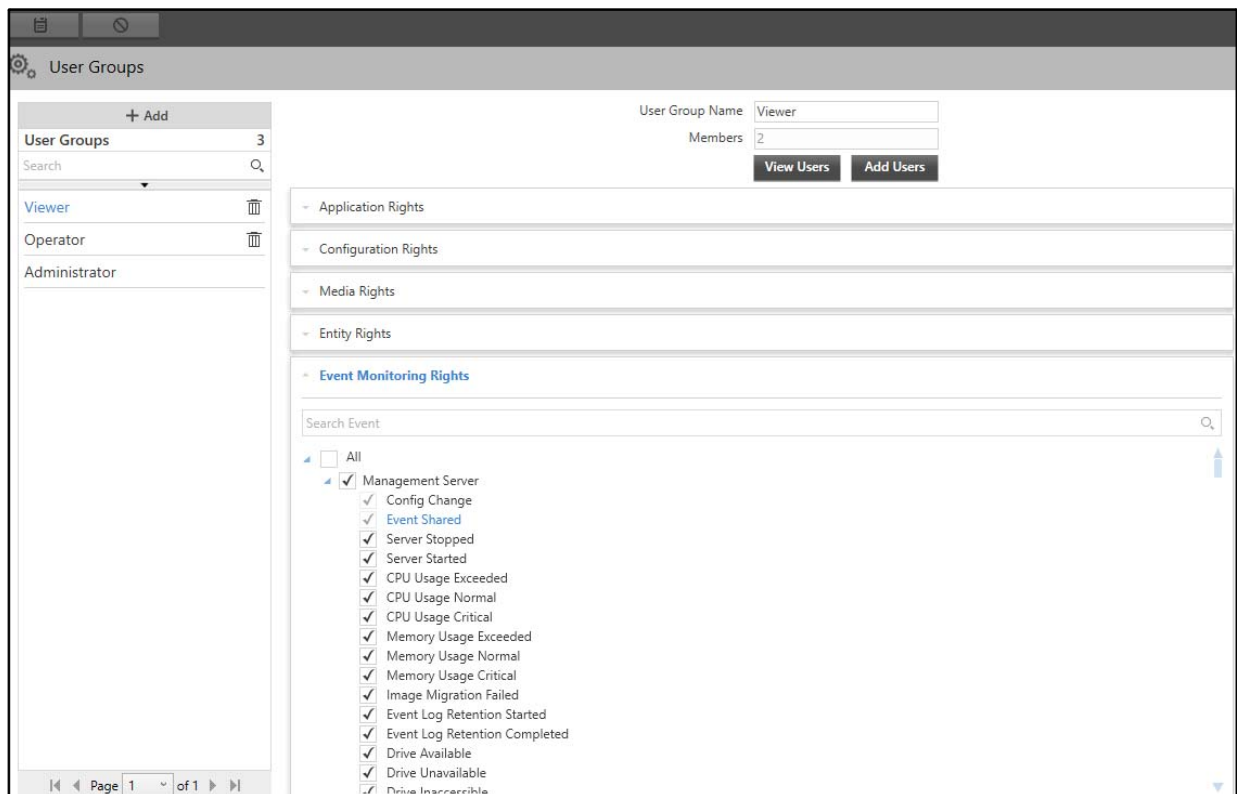 User Groups
+ Add
User Groups 3
Search
Viewer
Operator
Administrator
Page 1 of 1
User Group Name Viewer
Members 2
View Users Add Users
Application Rights
Configuration Rights
Media Rights
Entity Rights
Event Monitoring Rights
Search Event
All
Management Server
Config Change
Event Shared
Server Stopped
Server Started
CPU Usage Exceeded
CPU Usage Normal
CPU Usage Critical
Memory Usage Exceeded
Memory Usage Normal
Memory Usage Critical
Image Migration Failed
Event Log Retention Started
Event Log Retention Completed
Drive Available
Drive Unavailable
Drive Inaccessible